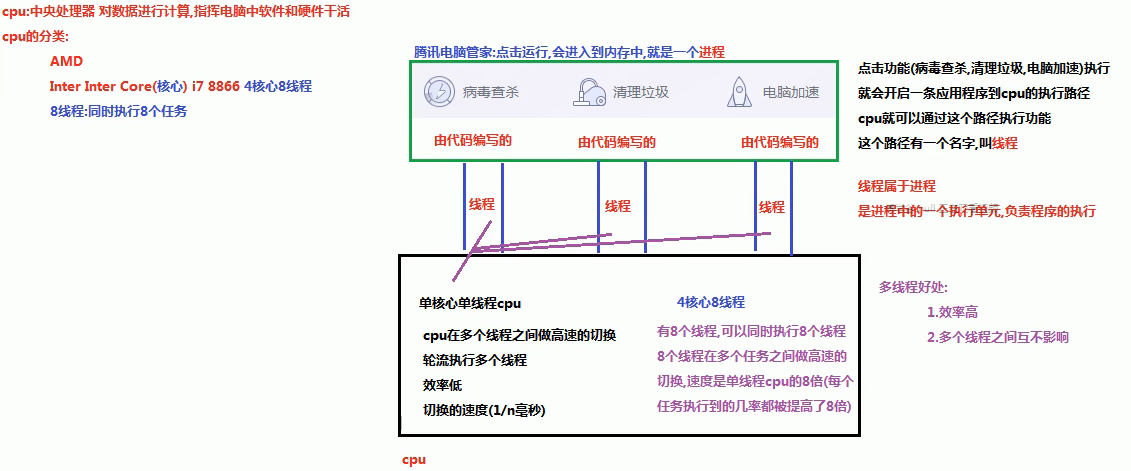 cpu:中央处理器 对数据进行计算,指挥电脑中软件和硬件干活
cpu的分类:
AMD
Inter Inter Core(核心) i7 8866 4核心8线程
8线程:同时执行8个任务
腾讯电脑管家:点击运行,会进入到内存中,就是一个进程
病毒查杀
清理垃圾
电脑加速
由代码编写的
由代码编写的
由代码编写的
点击功能(病毒查杀,清理垃圾,电脑加速)执行
就会开启一条应用程序到cpu的执行路径
cpu就可以通过这个路径执行功能
这个路径有一个名字,叫线程
线程属于进程
是进程中的一个执行单元,负责程序的执行
线程
线程
线程
单核心单线程cpu
cpu在多个线程之间做高速的切换
轮流执行多个线程
效率低
切换的速度(1/n毫秒)
4核心8线程
有8个线程,可以同时执行8个线程
8个线程在多个任务之间做高速的
切换,速度是单线程cpu的8倍(每个
任务执行到的几率都被提高了8倍)
多线程好处:
1.效率高
2.多个线程之间互不影响
cpu